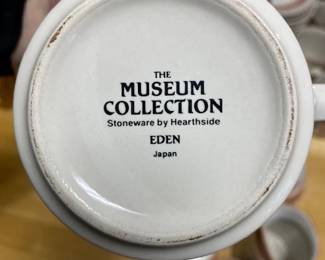 THE
MUSEUM
COLLECTION
Stoneware by Hearthside
EDEN
Japan